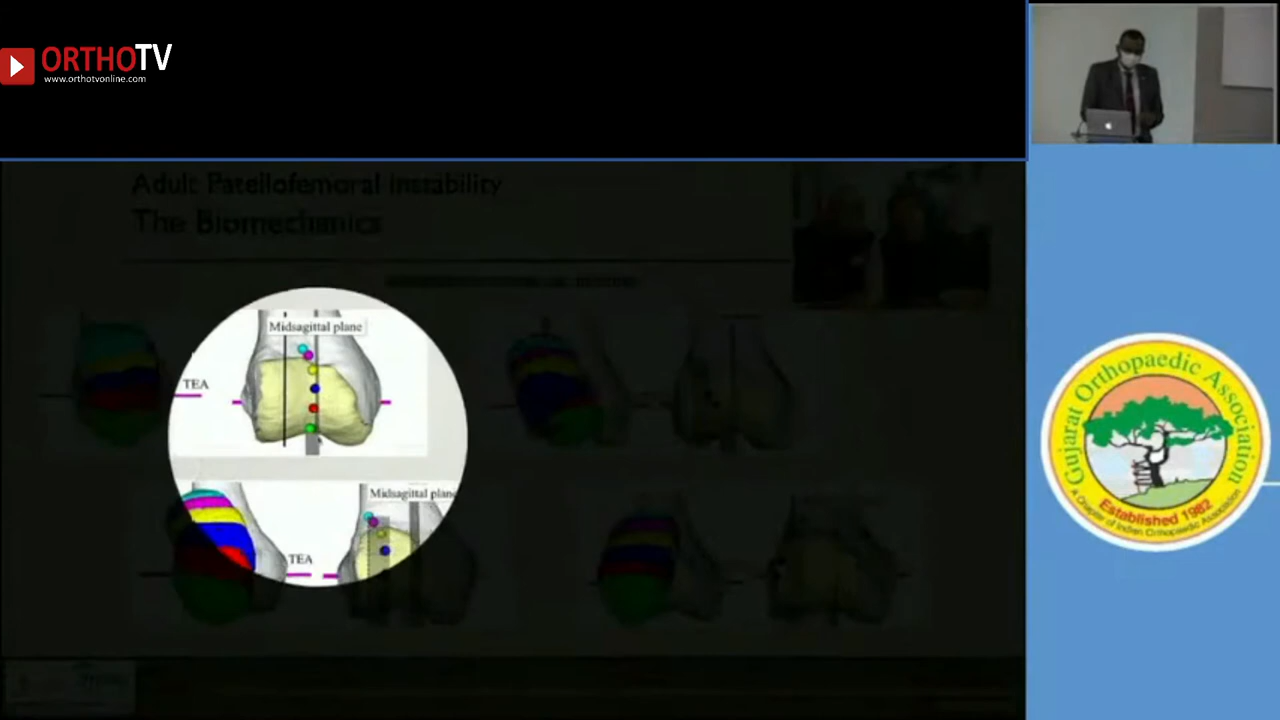 ORTHOTV
www.orthotvonline.com
Adult Patellofemoral Instability
The Biomechanics
Midsagittal plane
TEA
Midsagittal plane
TEA
Gujarat Orthopaedic Association
Established 1982
A Chapter of Indian Orthopaedic Association